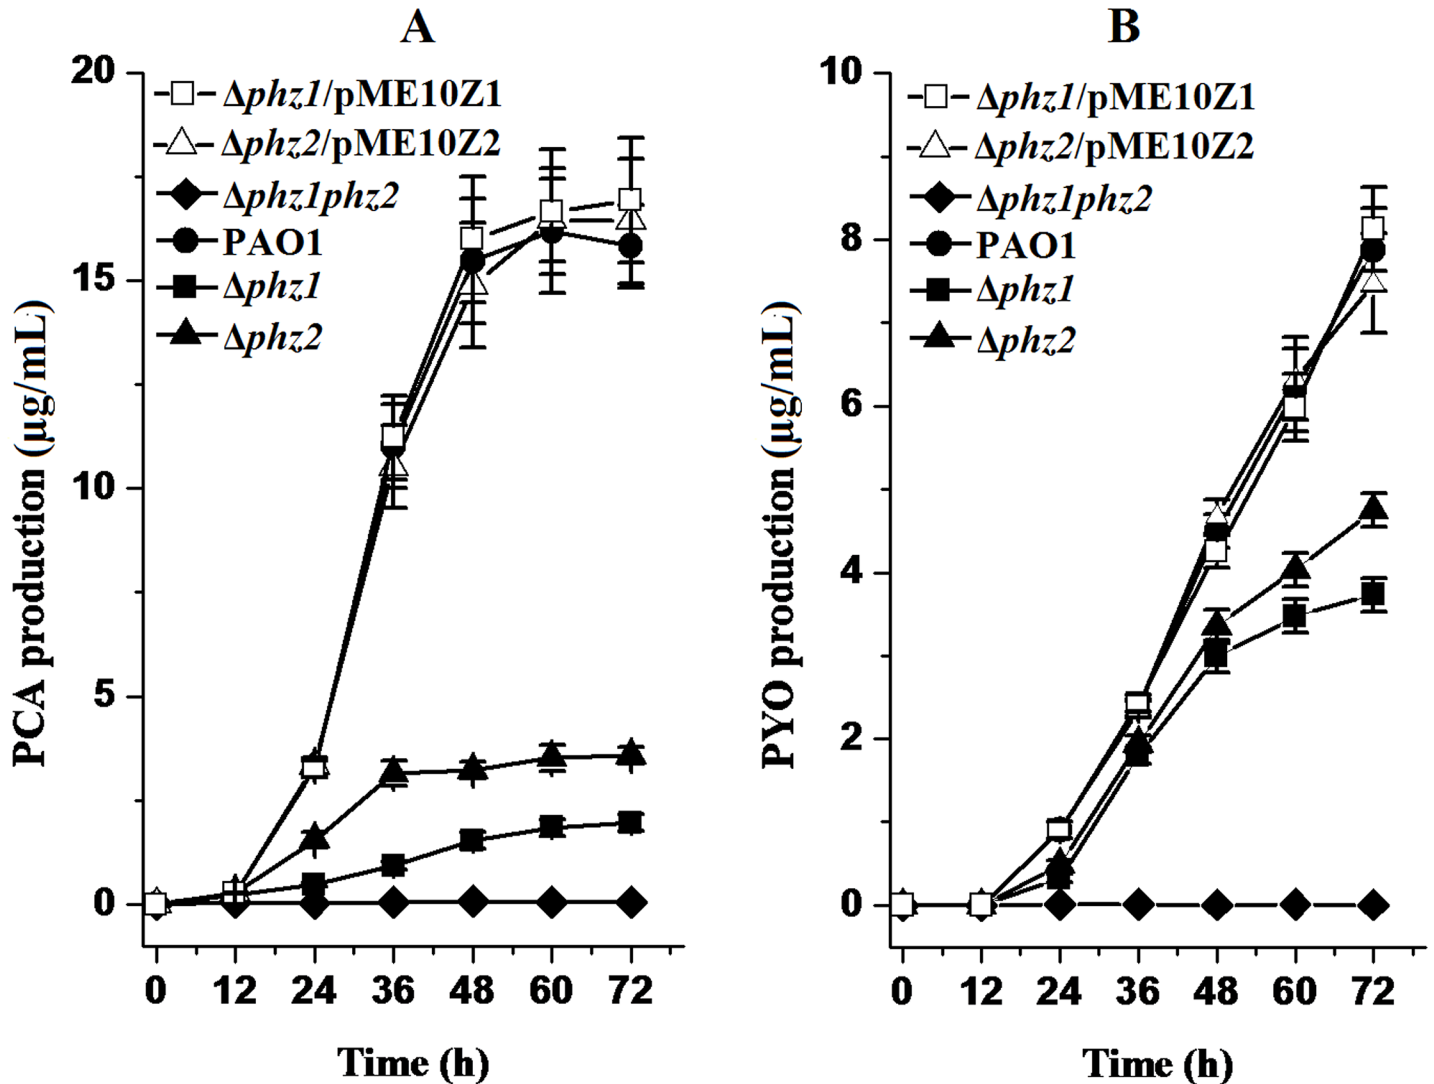 A
20
15
10
5
0
PCA production (μg/mL)
Δphz1/pME10Z1
Δphz2/pME10Z2
Δphz1phz2
PAO1
Δphz1
Δphz2
0 12 24 36 48 60 72
Time (h)
B
10
8
6
4
2
0
PYO production (μg/mL)
Δphz1/pME10Z1
Δphz2/pME10Z2
Δphz1phz2
PAO1
Δphz1
Δphz2
0 12 24 36 48 60 72
Time (h)